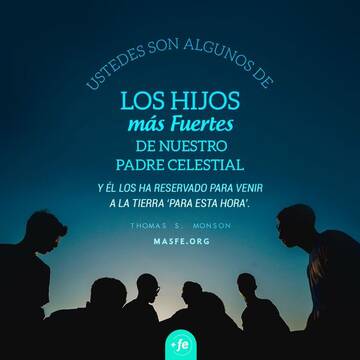 USTEDES SON ALGUNOS DE
LOS HIJOS
más Fuertes
DE NUESTRO
PADRE CELESTIAL
Y ÉL LOS HA RESERVADO PARA VENIR
A LA TIERRA ‘PARA ESTA HORA’.
THOMAS S. MONSON
MASFE.ORG
+fe